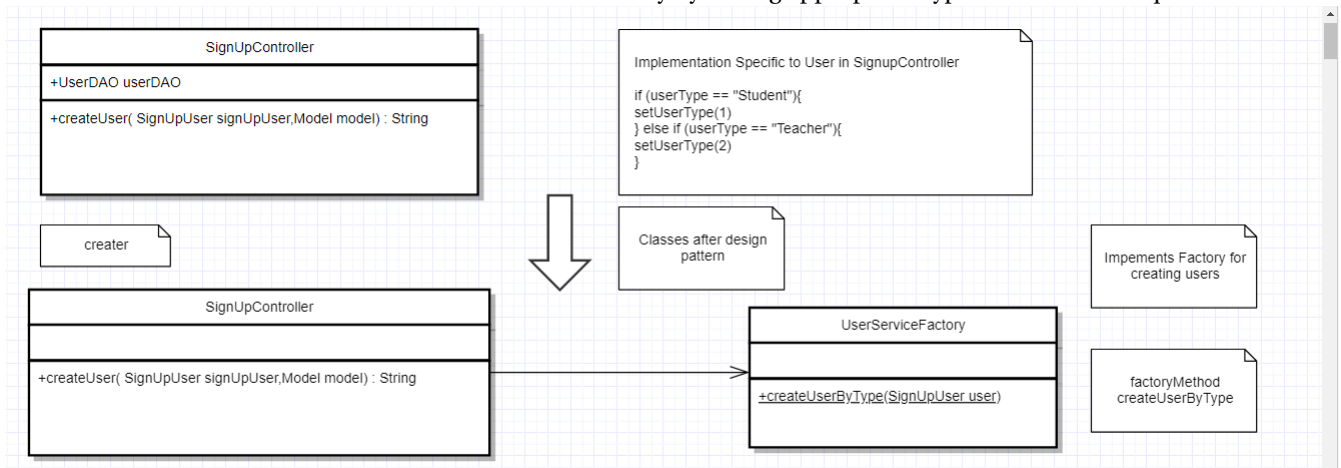 SignUpController
+UserDAO userDAO
+createUser( SignUpUser signUpUser,Model model) : String
Implementation Specific to User in SignupController
if (userType == "Student"){
setUserType(1)
} else if (userType == "Teacher"){
setUserType(2)
}
creater
Classes after design
pattern
Impements Factory for
creating users
SignUpController
+createUser( SignUpUser signUpUser,Model model) : String
UserServiceFactory
+createUserByType(SignUpUser user)
factoryMethod
createUserByType